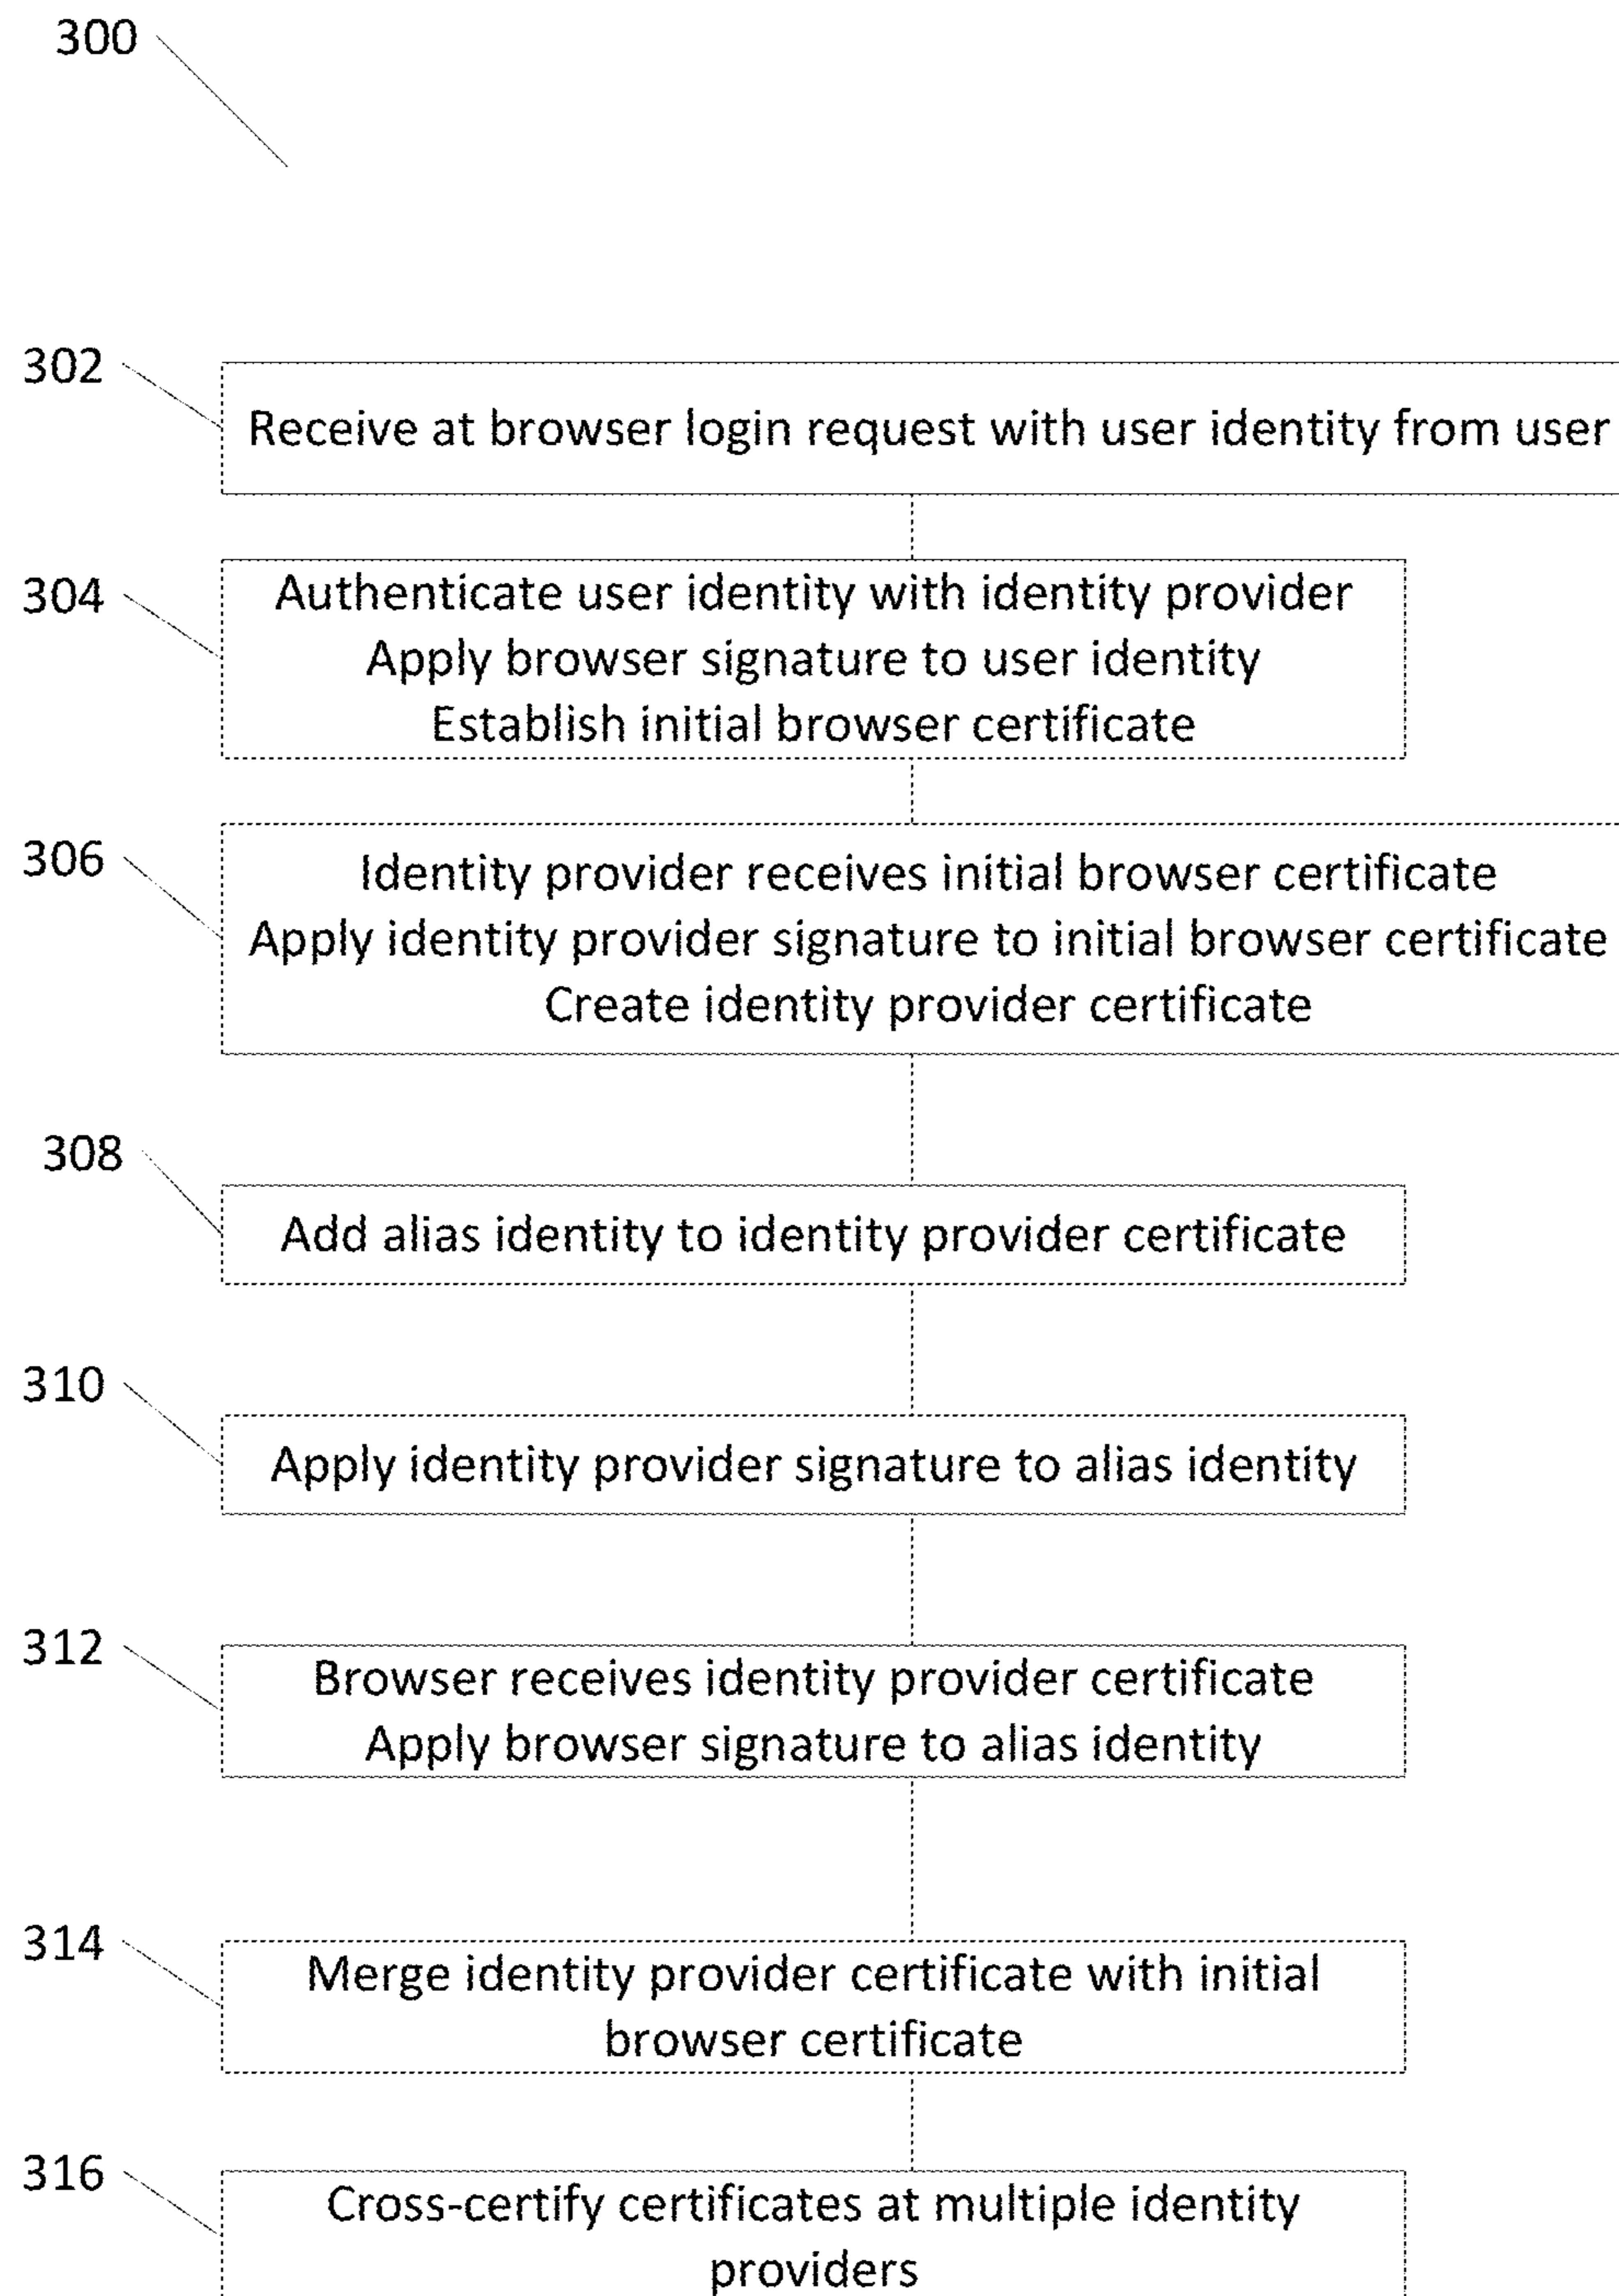 300
302
Receive at browser login request with user identity from user
304
Authenticate user identity with identity provider
Apply browser signature to user identity
Establish initial browser certificate
306
Identity provider receives initial browser certificate
Apply identity provider signature to initial browser certificate
Create identity provider certificate
308
Add alias identity to identity provider certificate
310
Apply identity provider signature to alias identity
312
Browser receives identity provider certificate
Apply browser signature to alias identity
314
Merge identity provider certificate with initial
browser certificate
316
Cross-certify certificates at multiple identity
providers